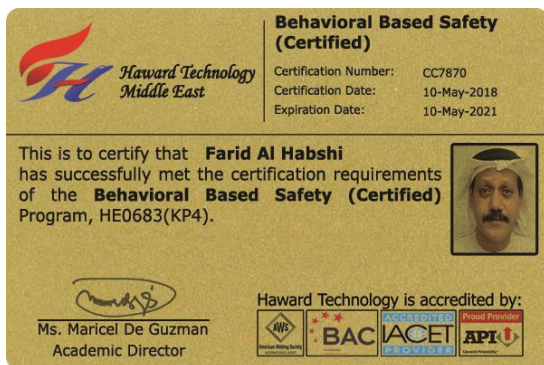 Haward Technology
Middle East
Behavioral Based Safety
(Certified)
Certification Number: CC7870
Certification Date: 10-May-2018
Expiration Date: 10-May-2021
This is to certify that Farid Al Habshi
has successfully met the certification requirements
of the Behavioral Based Safety (Certified)
Program, HE0683(KP4).
Ms. Maricel De Guzman
Academic Director
Haward Technology is accredited by:
AWS
American Welding Society
BAC
ACCREDITED
IACET
PROVIDER
Proud Provider
API U